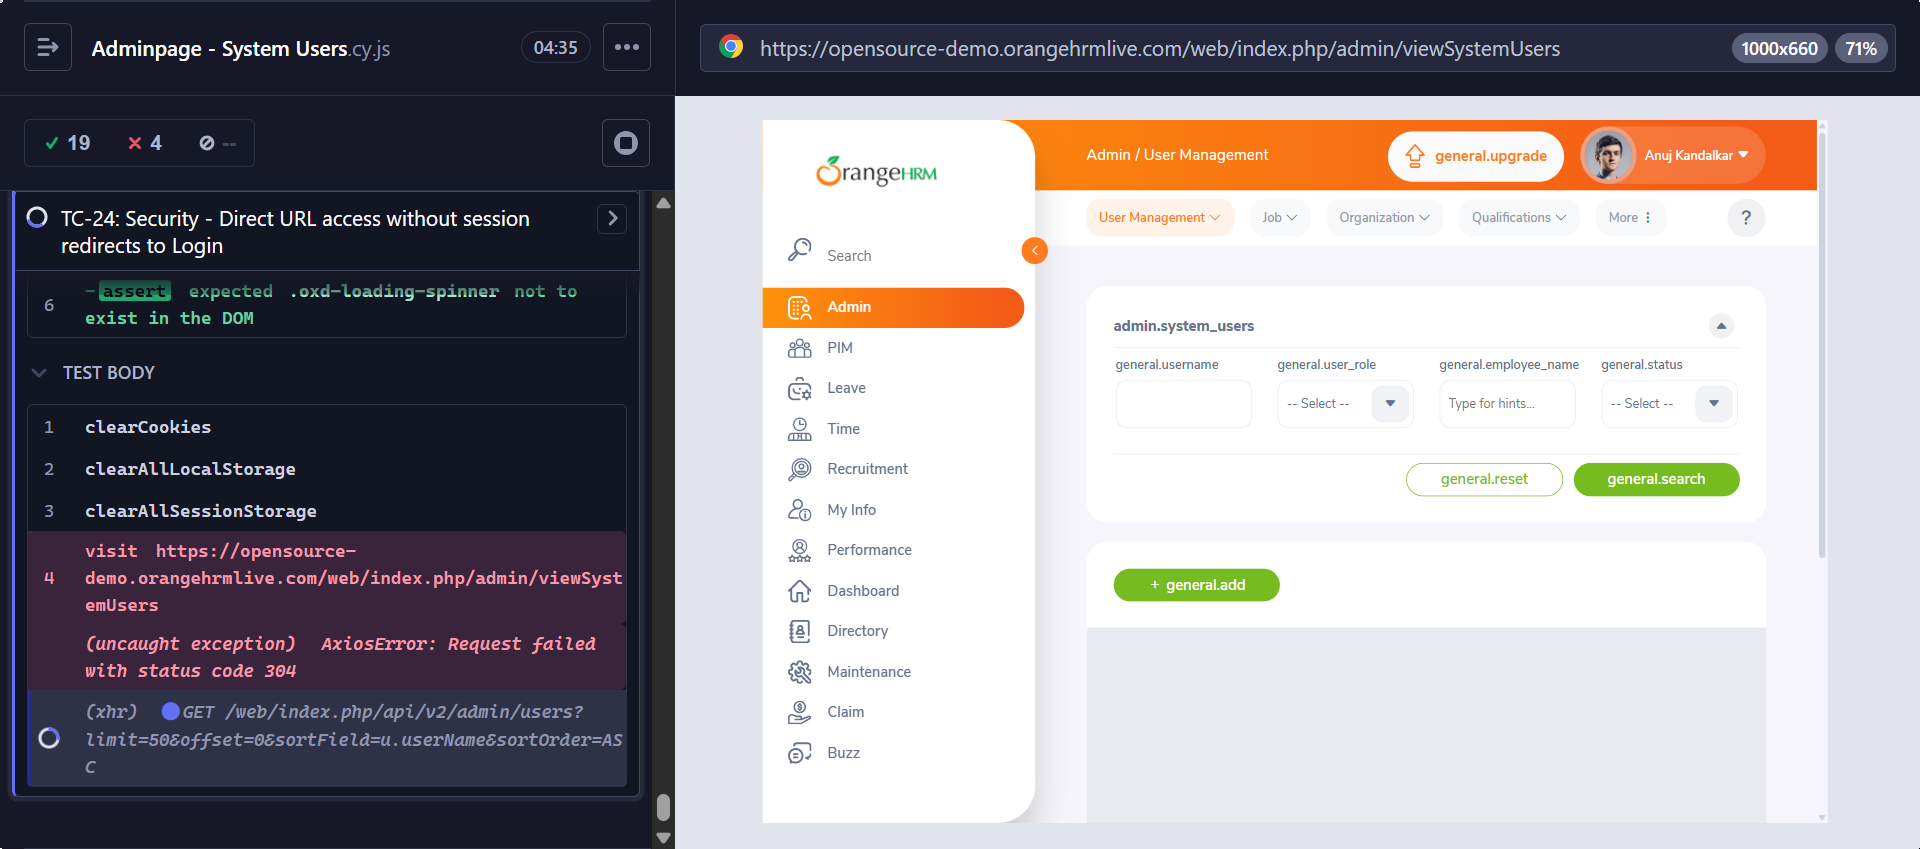 Adminpage - System Users.cy.js
04:35
19
4
--
TC-24: Security - Direct URL access without session
redirects to Login
6
-assert expected .oxd-loading-spinner not to
exist in the DOM
TEST BODY
1 clearCookies
2 clearAllLocalStorage
3 clearAllSessionStorage
visit https://opensource-
4 demo.orangehrmlive.com/web/index.php/admin/viewSyst
emUsers
(uncaught exception) AxiosError: Request failed
with status code 304
(xhr) GET /web/index.php/api/v2/admin/users?
limit=50&offset=0&sortField=u.userName&sortOrder=AS
C
https://opensource-demo.orangehrmlive.com/web/index.php/admin/viewSystemUsers
1000x660
71%
OrangeHRM
Search
Admin
PIM
Leave
Time
Recruitment
My Info
Performance
Dashboard
Directory
Maintenance
Claim
Buzz
Admin / User Management
general.upgrade
Anuj Kandalkar
User Management
Job
Organization
Qualifications
More
?
admin.system_users
general.username
general.user_role
general.employee_name
general.status
-- Select --
Type for hints...
-- Select --
general.reset
general.search
+ general.add